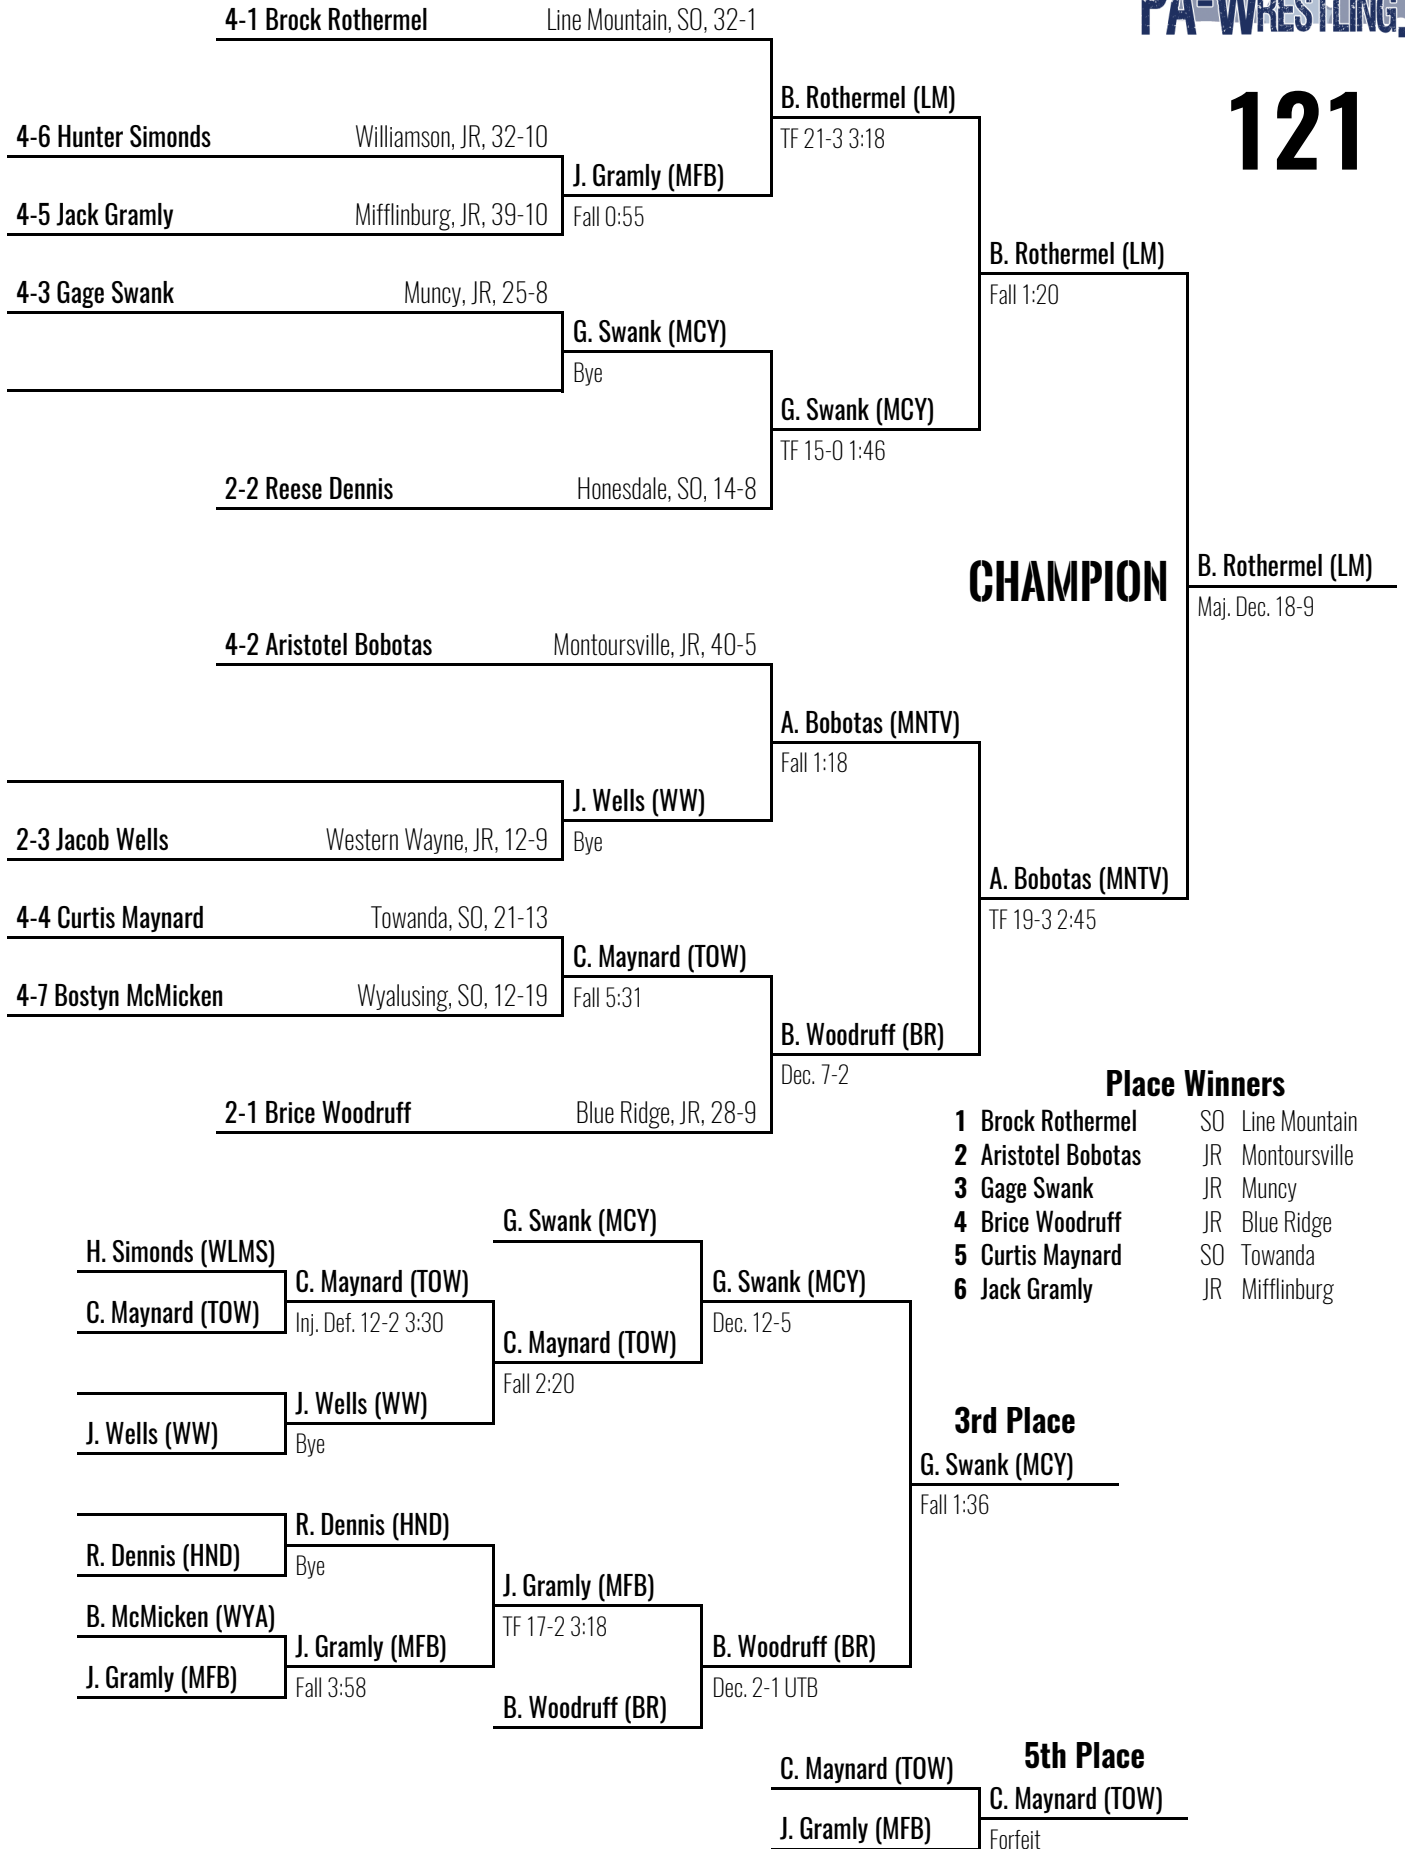 4-1 Brock Rothermel Line Mountain, SO, 32-1
PA-WRESTLING.
121
B. Rothermel (LM)
TF 21-3 3:18
4-6 Hunter Simonds Williamson, JR, 32-10
J. Gramly (MFB)
Fall 0:55
4-5 Jack Gramly Mifflinburg, JR, 39-10
B. Rothermel (LM)
Fall 1:20
4-3 Gage Swank Muncy, JR, 25-8
G. Swank (MCY)
Bye
G. Swank (MCY)
TF 15-0 1:46
2-2 Reese Dennis Honesdale, SO, 14-8
CHAMPION
B. Rothermel (LM)
Maj. Dec. 18-9
4-2 Aristotel Bobotas Montoursville, JR, 40-5
A. Bobotas (MNTV)
Fall 1:18
J. Wells (WW)
Bye
2-3 Jacob Wells Western Wayne, JR, 12-9
A. Bobotas (MNTV)
TF 19-3 2:45
4-4 Curtis Maynard Towanda, SO, 21-13
C. Maynard (TOW)
Fall 5:31
4-7 Bostyn McMicken Wyalusing, SO, 12-19
B. Woodruff (BR)
Dec. 7-2
2-1 Brice Woodruff Blue Ridge, JR, 28-9
Place Winners
1 Brock Rothermel SO Line Mountain
2 Aristotel Bobotas JR Montoursville
3 Gage Swank JR Muncy
4 Brice Woodruff JR Blue Ridge
5 Curtis Maynard SO Towanda
6 Jack Gramly JR Mifflinburg
G. Swank (MCY)
H. Simonds (WLMS)
C. Maynard (TOW)
Inj. Def. 12-2 3:30
C. Maynard (TOW)
G. Swank (MCY)
Dec. 12-5
C. Maynard (TOW)
Fall 2:20
J. Wells (WW)
Bye
J. Wells (WW)
3rd Place
G. Swank (MCY)
Fall 1:36
R. Dennis (HND)
Bye
R. Dennis (HND)
J. Gramly (MFB)
TF 17-2 3:18
B. McMicken (WYA)
J. Gramly (MFB)
Fall 3:58
J. Gramly (MFB)
B. Woodruff (BR)
Dec. 2-1 UTB
B. Woodruff (BR)
5th Place
C. Maynard (TOW)
C. Maynard (TOW)
Forfeit
J. Gramly (MFB)